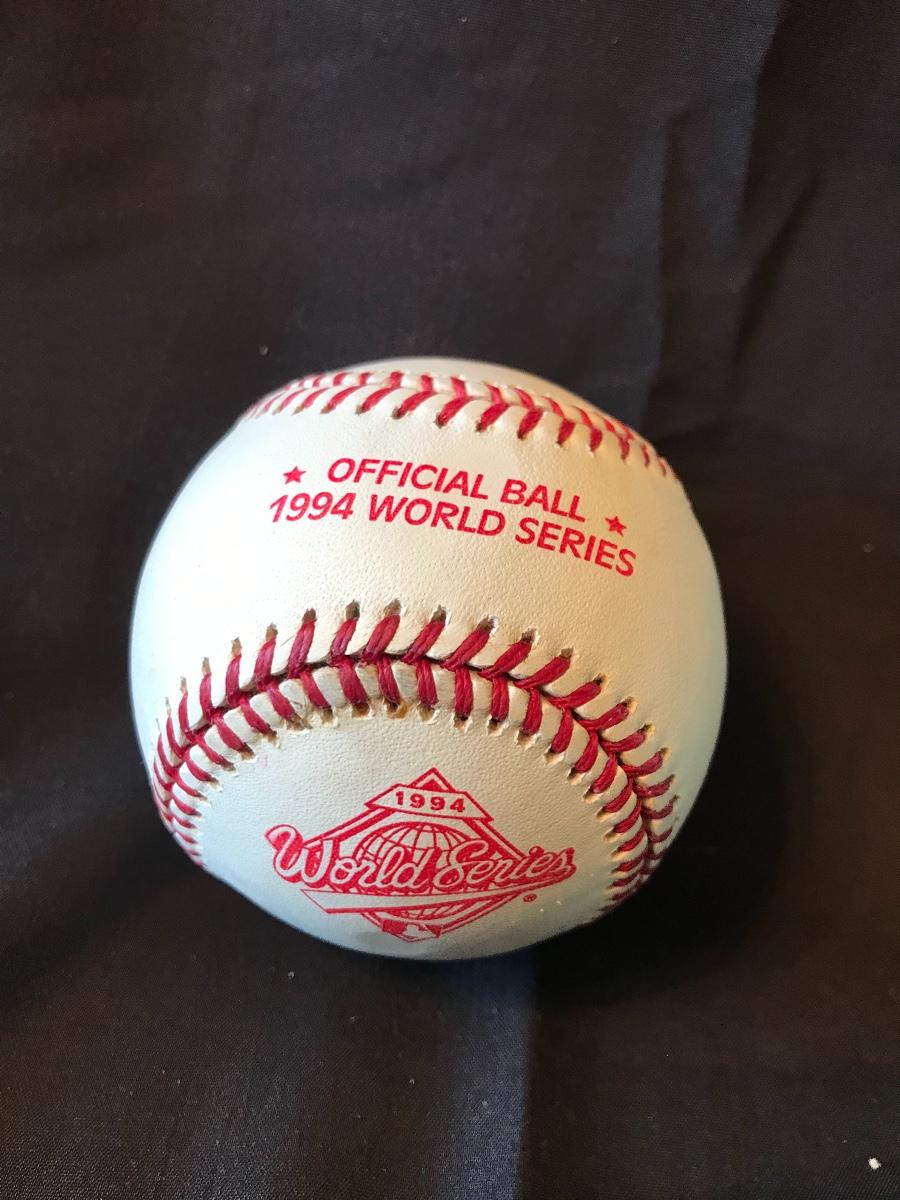 ★ OFFICIAL BALL ★
1994 WORLD SERIES
1994
World Series
®